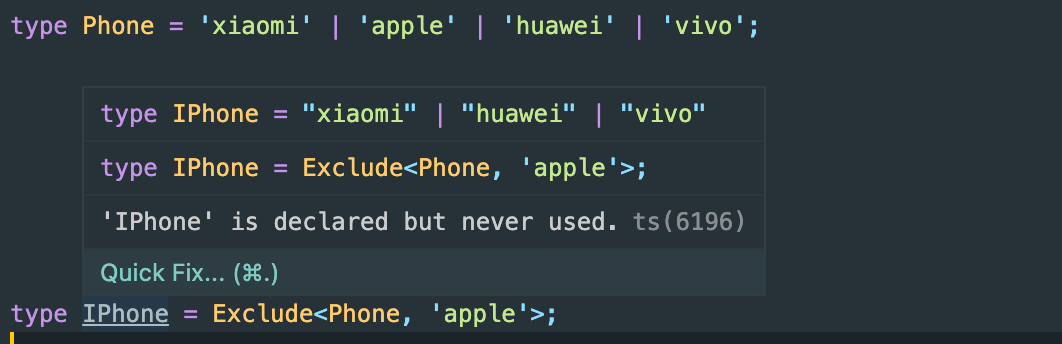 type Phone = 'xiaomi' | 'apple' | 'huawei' | 'vivo';
type IPhone = "xiaomi" | "huawei" | "vivo"
type IPhone = Exclude<Phone, 'apple'>;
'IPhone' is declared but never used. ts(6196)
Quick Fix... (⌘.)
type IPhone = Exclude<Phone, 'apple'>;